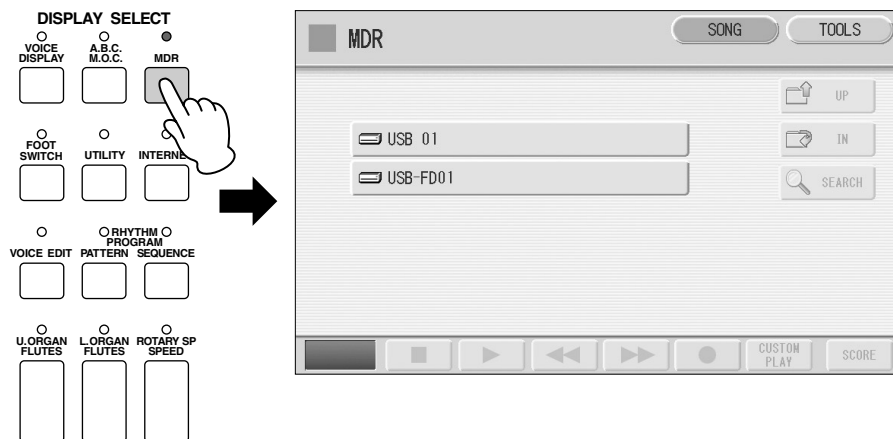 DISPLAY SELECT
VOICE
DISPLAY
A.B.C.
M.O.C.
MDR
FOOT
SWITCH
UTILITY
INTERNE
RHYTHM
PROGRAM
VOICE EDIT
PATTERN
SEQUENCE
U.ORGAN
FLUTES
L.ORGAN
FLUTES
ROTARY SP
SPEED
MDR
SONG
TOOLS
UP
USB 01
IN
USB-FD01
SEARCH
CUSTOM
PLAY
SCORE